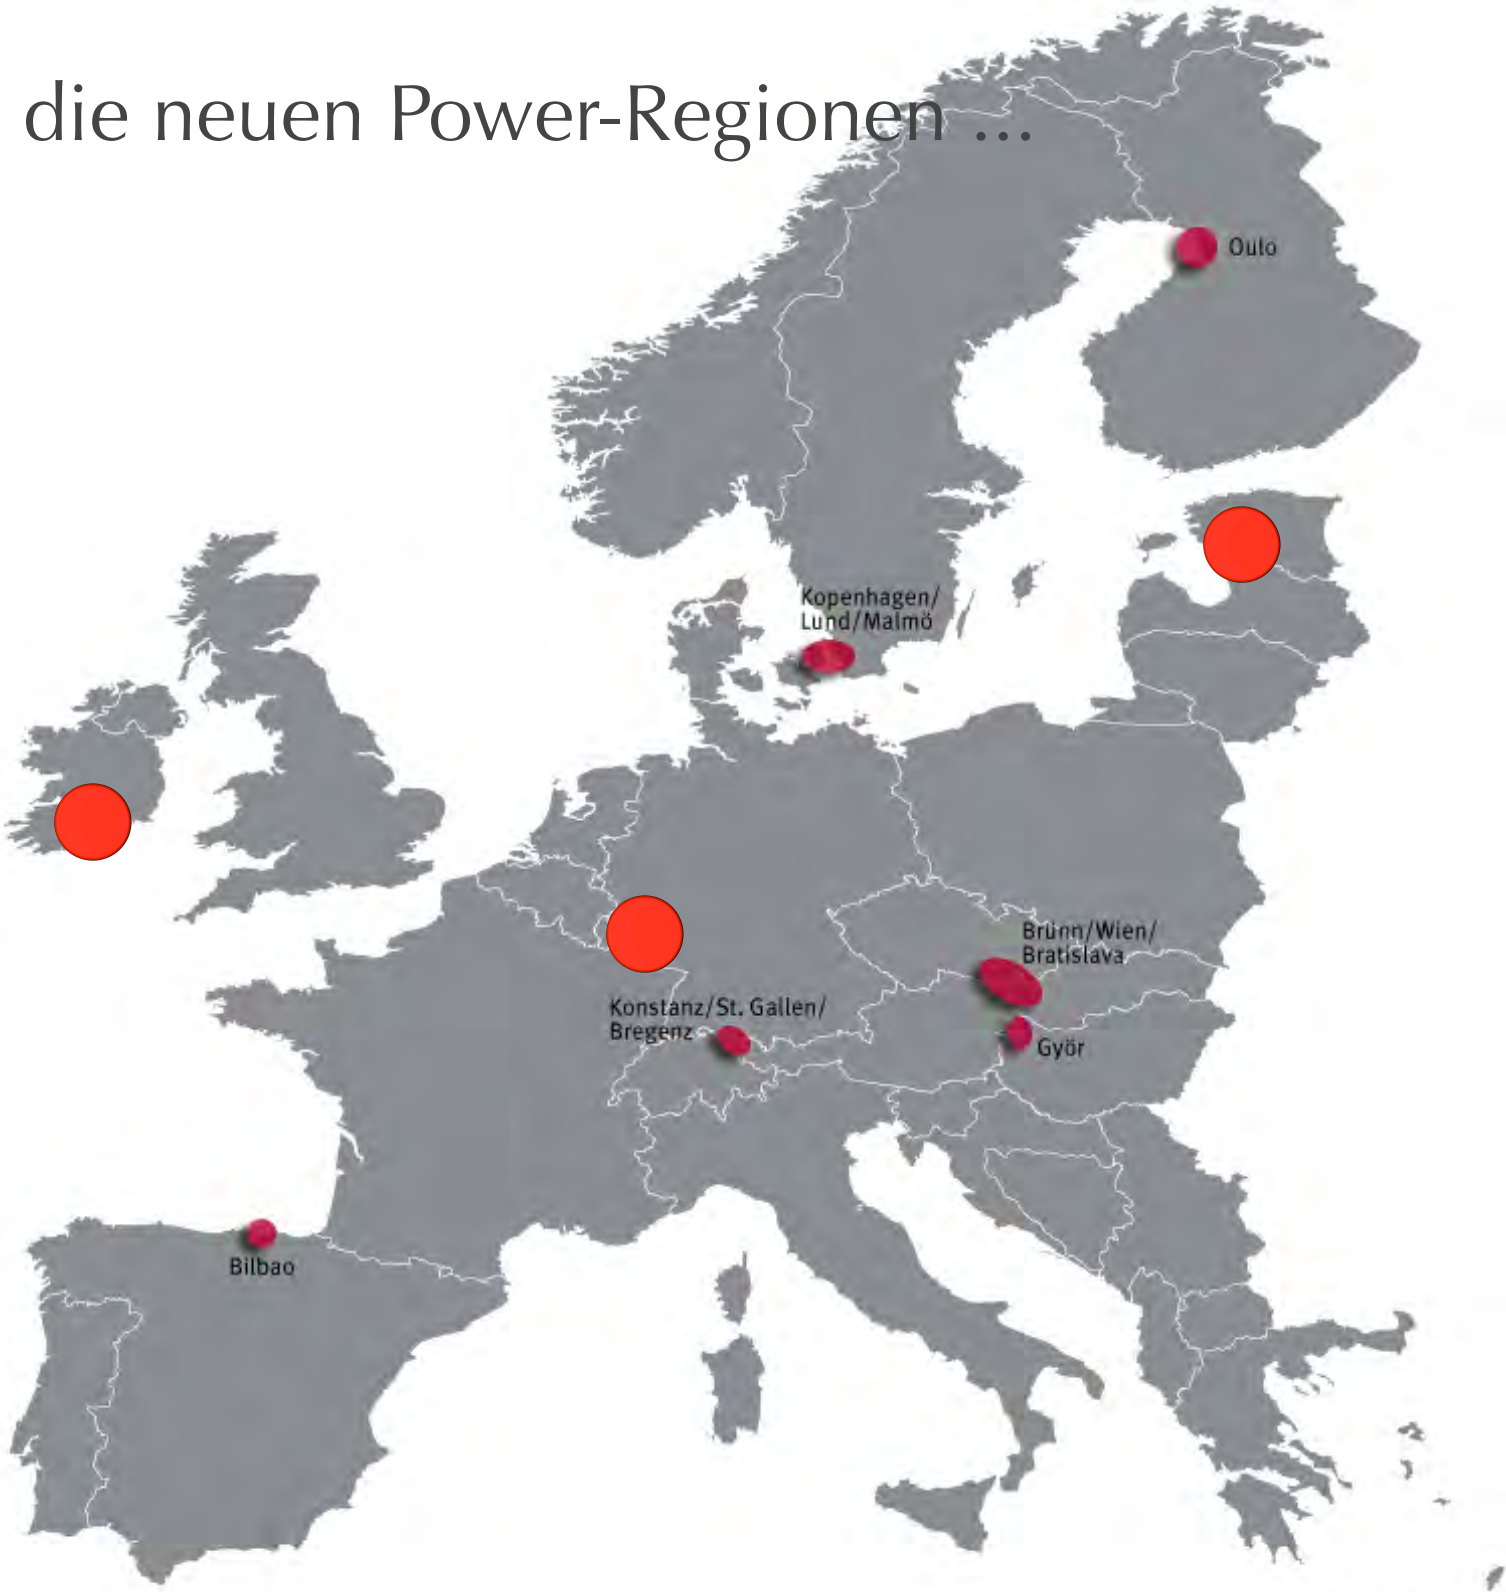 die neuen Power-Regionen ...
Oulo
Kopenhagen/
Lund/Malmö
Brünn/Wien/
Bratislava
Konstanz/St. Gallen/
Bregenz
Györ
Bilbao